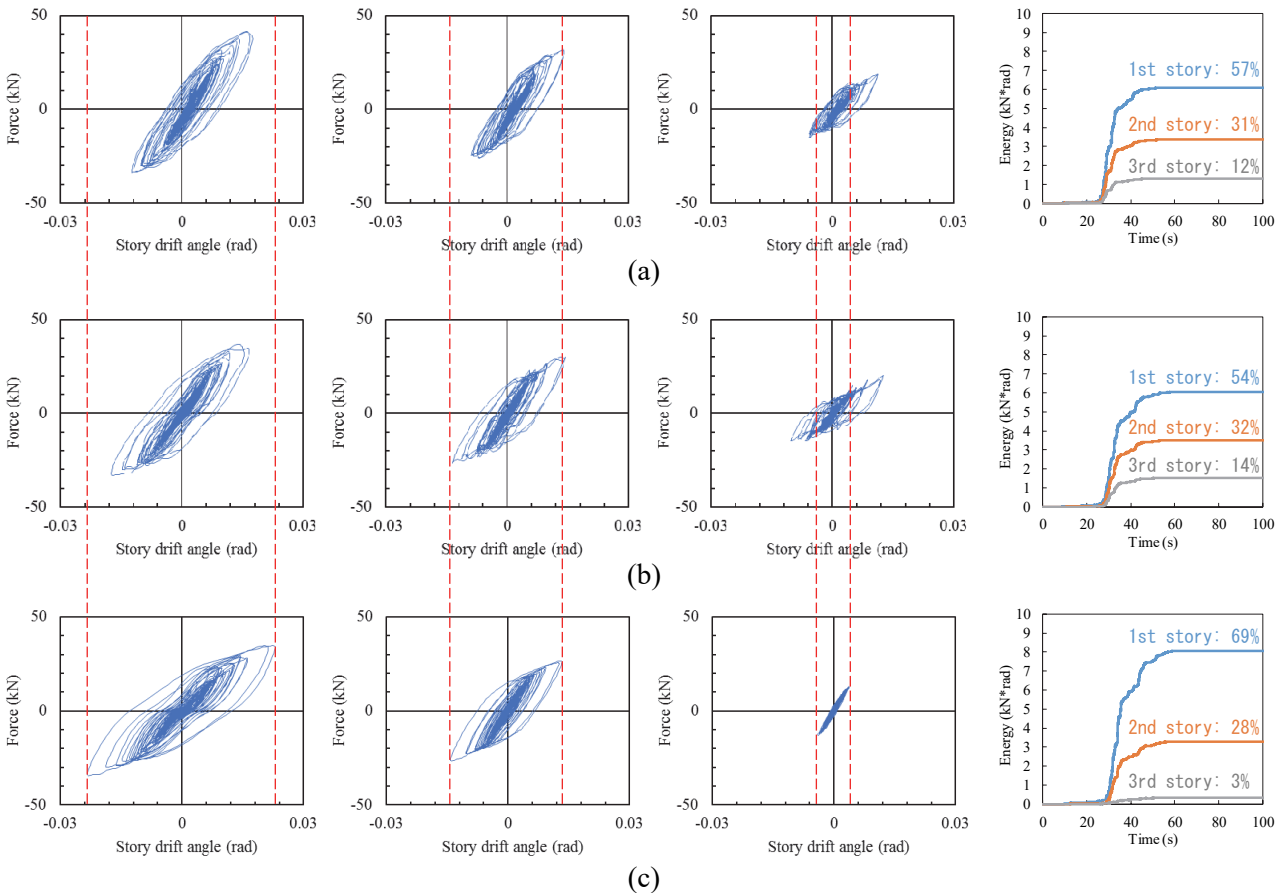 50
0
-50
Force (kN)
-0.03
0
0.03
Story drift angle (rad)
50
0
-50
Force (kN)
-0.03
0
0.03
Story drift angle (rad)
50
0
-50
Force (kN)
-0.03
0
0.03
Story drift angle (rad)
10
9
8
7
6
5
4
3
2
1
0
Energy (kN*rad)
1st story: 57%
2nd story: 31%
3rd story: 12%
0 20 40 60 80 100
Time (s)
(a)
50
0
-50
Force (kN)
-0.03
0
0.03
Story drift angle (rad)
50
0
-50
Force (kN)
-0.03
0
0.03
Story drift angle (rad)
50
0
-50
Force (kN)
-0.03
0
0.03
Story drift angle (rad)
10
9
8
7
6
5
4
3
2
1
0
Energy (kN*rad)
1st story: 54%
2nd story: 32%
3rd story: 14%
0 20 40 60 80 100
Time (s)
(b)
50
0
-50
Force (kN)
-0.03
0
0.03
Story drift angle (rad)
50
0
-50
Force (kN)
-0.03
0
0.03
Story drift angle (rad)
50
0
-50
Force (kN)
-0.03
0
0.03
Story drift angle (rad)
10
9
8
7
6
5
4
3
2
1
0
Energy (kN*rad)
1st story: 69%
2nd story: 28%
3rd story: 3%
0 20 40 60 80 100
Time (s)
(c)